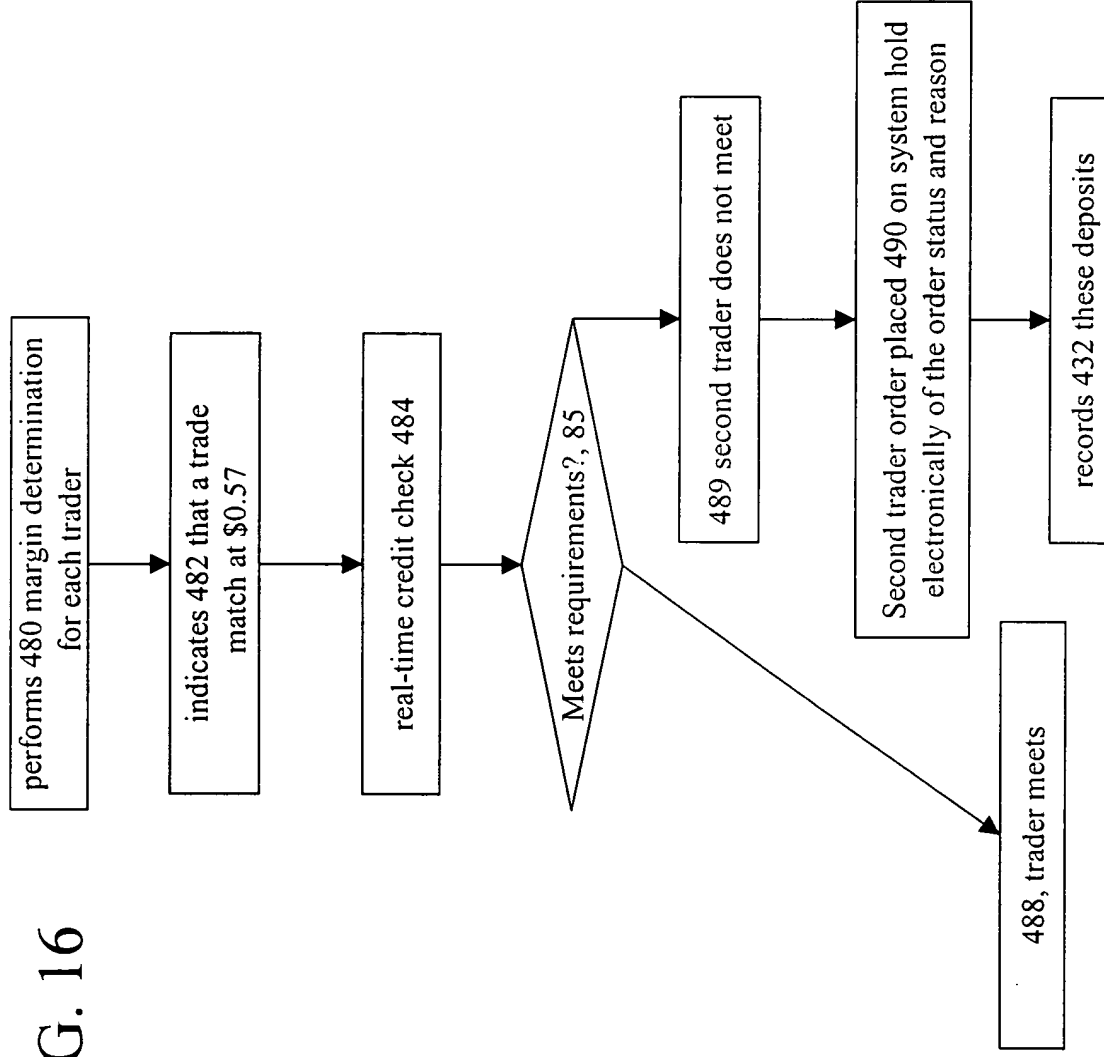 G. 16
performs 480 margin determination
for each trader
indicates 482 that a trade
match at $0.57
real-time credit check 484
Meets requirements?, 85
489 second trader does not meet
Second trader order placed 490 on system hold
electronically of the order status and reason
records 432 these deposits
488, trader meets